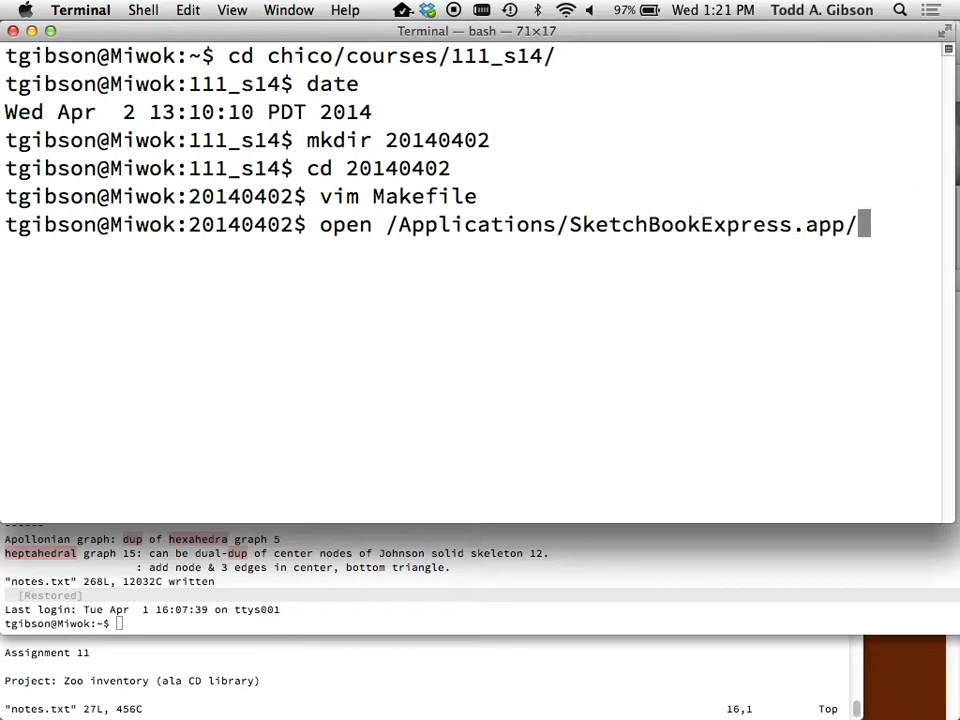 Terminal Shell Edit View Window Help 97% Wed 1:21 PM Todd A. Gibson
Terminal — bash — 71×17
tgibson@Miwok:~$ cd chico/courses/111_s14/
tgibson@Miwok:111_s14$ date
Wed Apr  2 13:10:10 PDT 2014
tgibson@Miwok:111_s14$ mkdir 20140402
tgibson@Miwok:111_s14$ cd 20140402
tgibson@Miwok:20140402$ vim Makefile
tgibson@Miwok:20140402$ open /Applications/SketchBookExpress.app/
------
Apollonian graph: dup of hexahedra graph 5
heptahedral graph 15: can be dual-dup of center nodes of Johnson solid skeleton 12.
: add node & 3 edges in center, bottom triangle.
"notes.txt" 268L, 12032C written
[Restored]
Last login: Tue Apr  1 16:07:39 on ttys001
tgibson@Miwok:~$
Assignment 11
Project: Zoo inventory (ala CD library)
"notes.txt" 27L, 456C 16,1 Top